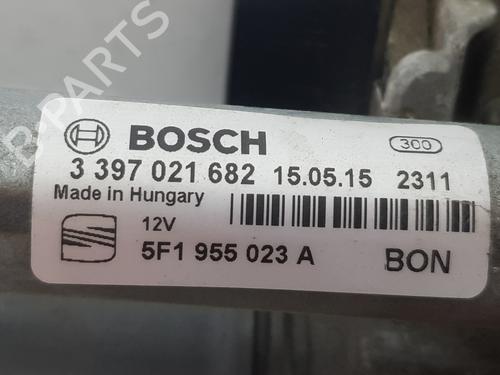 BOSCH 300
3 397 021 682 15.05.15 2311
Made in Hungary
12V
5F1 955 023 A BON
B-PARTS